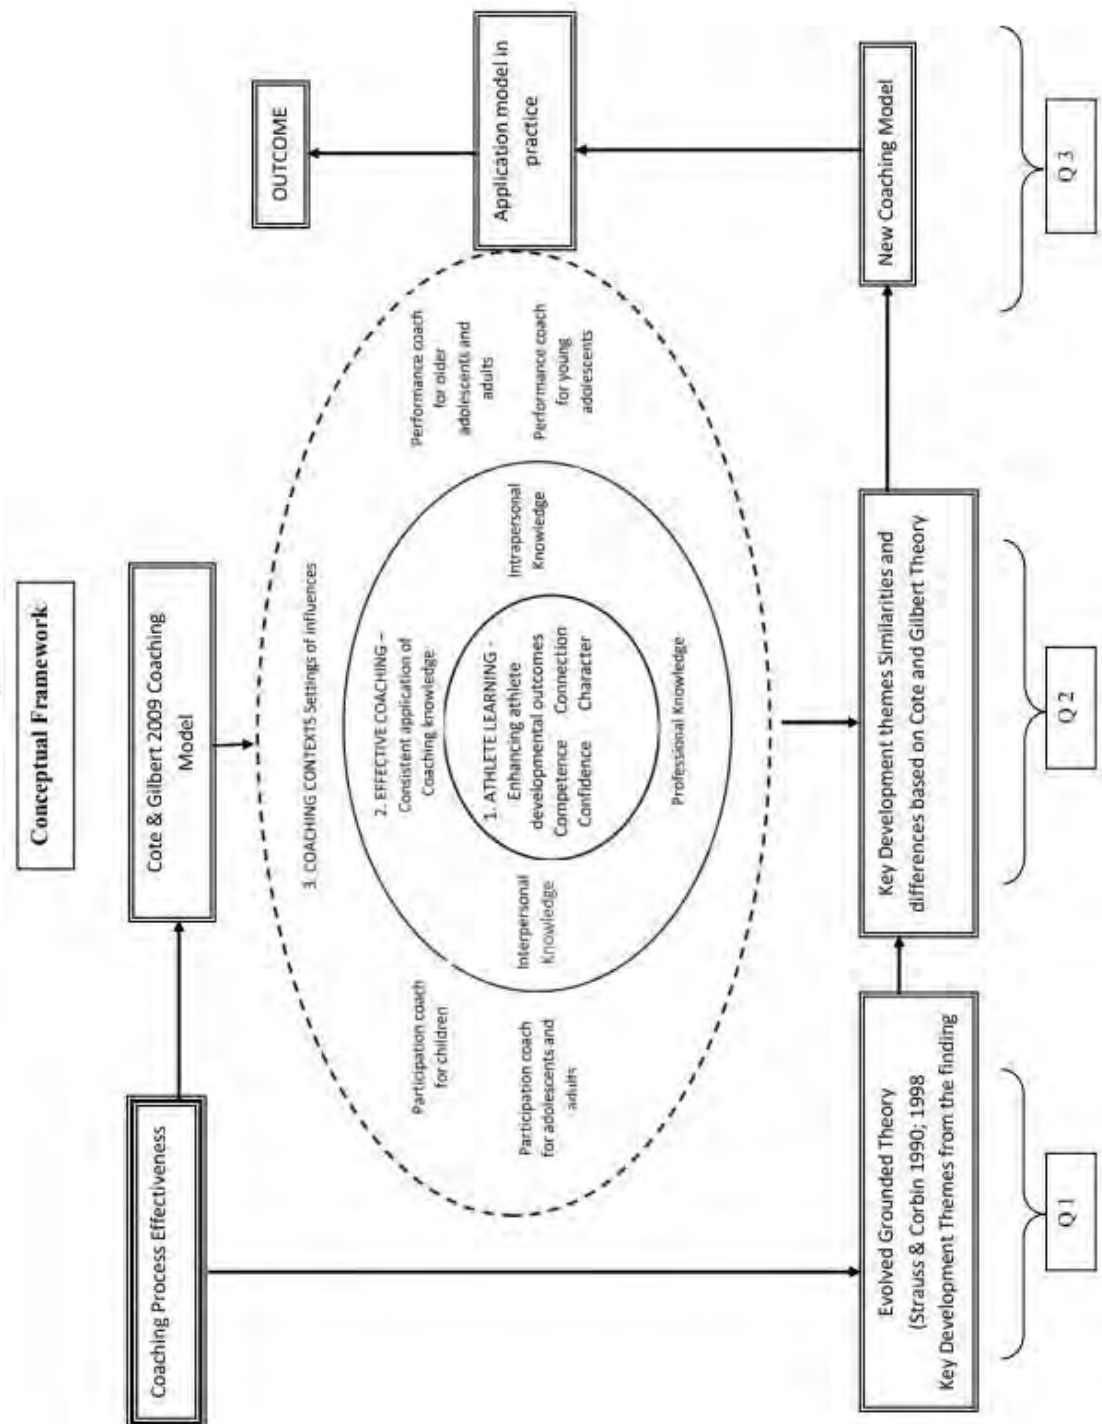 Conceptual Framework
Coaching Process Effectiveness
Cote & Gilbert 2009 Coaching
Model
OUTCOME
3. COACHING CONTEXTS Settings of influences
Participation coach
for children
Participation coach
for adolescents and
adults
2. EFFECTIVE COACHING –
Consistent application of
Coaching knowledge
Interpersonal
Knowledge
1. ATHLETE LEARNING -
Enhancing athlete
developmental outcomes
Competence Connection
Confidence Character
Intrapersonal
Knowledge
Professional Knowledge
Performance coach
for older
adolescents and
adults
Performance coach
for young
adolescents
Application model in
practice
Evolved Grounded Theory
(Strauss & Corbin 1990; 1998
Key Development Themes from the finding
Key Development themes Similarities and
differences based on Cote and Gilbert Theory
New Coaching Model
Q 1
Q 2
Q 3